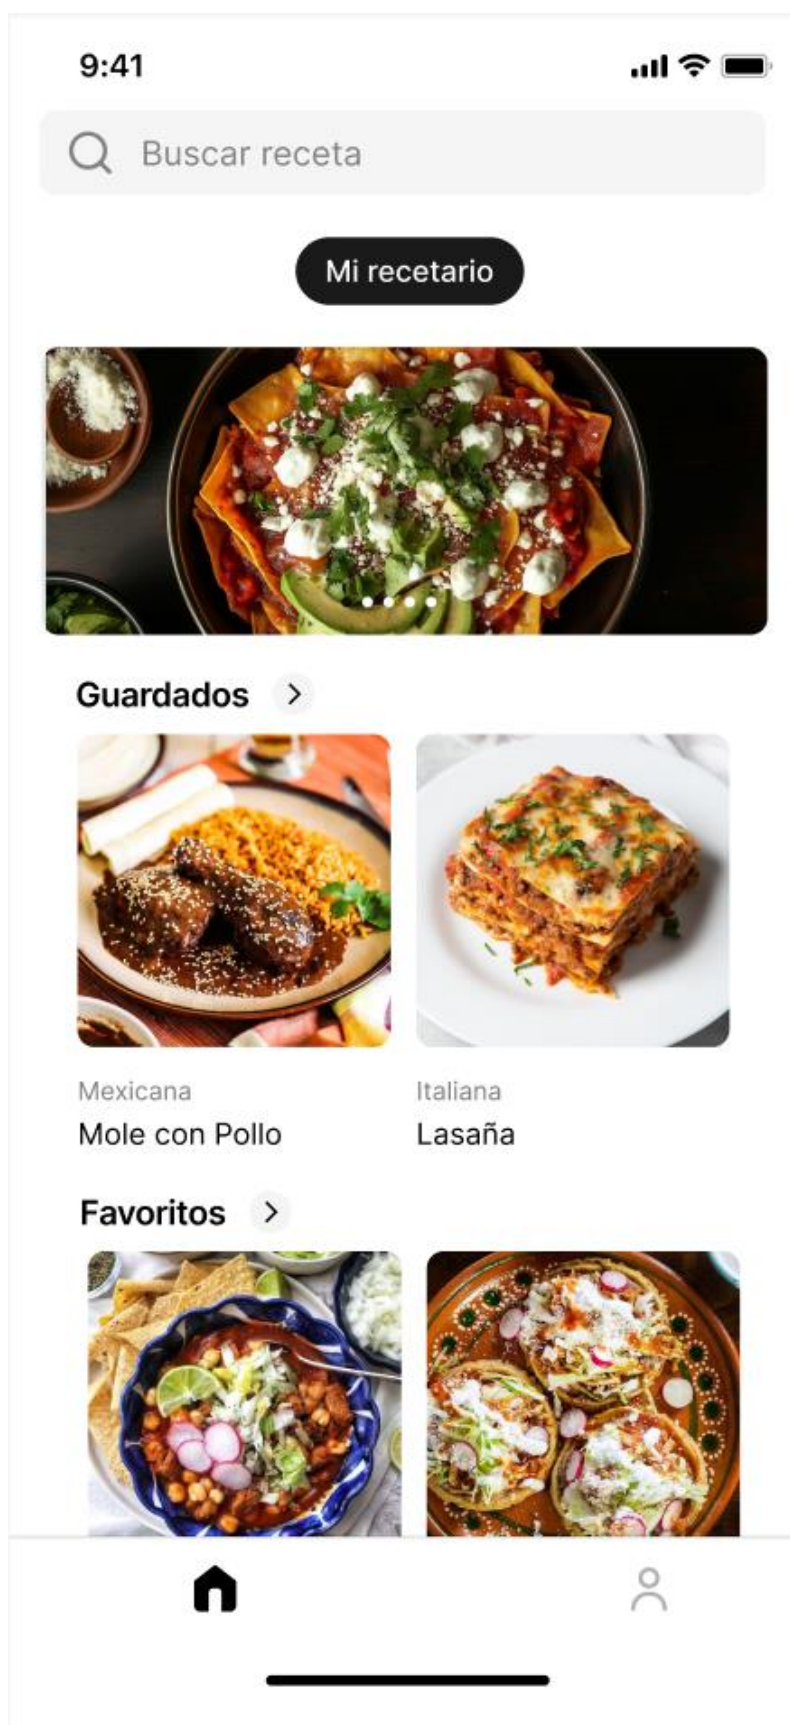 9:41
Buscar receta
Mi recetario
Guardados
Mexicana
Mole con Pollo
Italiana
Lasaña
Favoritos